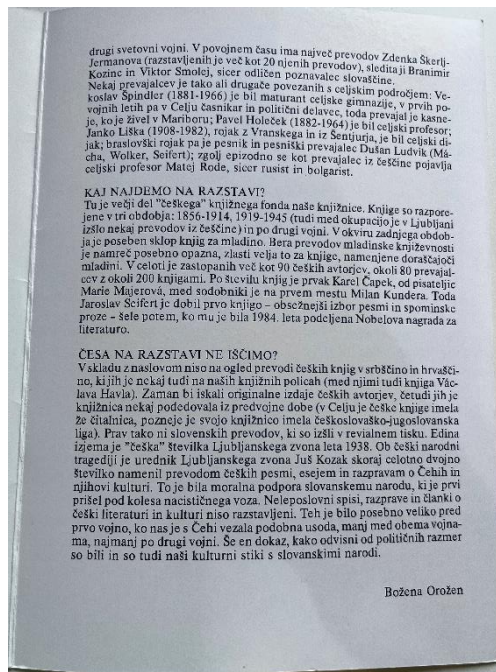 drugi svetovni vojni. V povojnem času ima največ prevodov Zdenka Škerlj-
Jermanova (razstavljenih je več kot 20 njenih prevodov), sledita ji Branimir
Kozinc in Viktor Smolej, sicer odličen poznavalec slovaščine.
Nekaj prevajalcev je tako ali drugače povezanih s celjskim področjem: Ve-
koslav Špindler (1881-1966) je bil maturant celjske gimnazije, v prvih po-
vojnih letih pa v Celju časnikar in politični delavec, toda prevajal je kasne-
je, ko je živel v Mariboru; Pavel Holeček (1882-1964) je bil celjski profesor;
Janko Liška (1908-1982), rojak z Vranskega in iz Šentjurja, je bil celjski di-
jak; braslovški rojak pa je pesnik in pesniški prevajalec Dušan Ludvik (Má-
cha, Wolker, Seifert); zgolj epizodno se kot prevajalec iz češčine pojavlja
celjski profesor Matej Rode, sicer rusist in bolgarist.
KAJ NAJDEMO NA RAZSTAVI?
Tu je večji del "češkega" knjižnega fonda naše knjižnice. Knjige so razpore-
jene v tri obdobja: 1856-1914, 1919-1945 (tudi med okupacijo je v Ljubljani
izšlo nekaj prevodov iz češčine) in po drugi vojni. V okviru zadnjega obdob-
ja je poseben sklop knjig za mladino. Bera prevodov mladinske književnosti
je namreč posebno opazna, zlasti velja to za knjige, namenjene doraščajoči
mladini. V celoti je zastopanih več kot 90 čeških avtorjev, okoli 80 prevajal-
cev z okoli 200 knjigami. Po številu knjig je prvak Karel Čapek, od pisateljic
Marie Majerová, med sodobniki je na prvem mestu Milan Kundera. Toda
Jaroslav Seifert je dobil prvo knjigo - obsežnejši izbor pesmi in spominske
proze - šele potem, ko mu je bila 1984. leta podeljena Nobelova nagrada za
literaturo.
ČESA NA RAZSTAVI NE IŠČIMO?
V skladu z naslovom niso na ogled prevodi čeških knjig v srbščino in hrvašči-
no, ki jih je nekaj tudi na naših knjižnih policah (med njimi tudi knjiga Vác-
lava Havla). Zaman bi iskali originalne izdaje čeških avtorjev, četudi jih je
knjižnica nekaj podedovala iz predvojne dobe (v Celju je češke knjige imela
že čitalnica, pozneje je svojo knjižnico imela češkoslovaško-jugoslovanska
liga). Prav tako ni slovenskih prevodov, ki so izšli v revialnem tisku. Edina
izjema je "češka" številka Ljubljanskega zvona leta 1938. Ob češki narodni
tragediji je urednik Ljubljanskega zvona Juš Kozak skoraj celotno dvojno
številko namenil prevodom čeških pesmi, esejem in razpravam o Čehih in
njihovi kulturi. To je bila moralna podpora slovanskemu narodu, ki je prvi
prišel pod kolesa nacističnega voza. Neleposlovni spisi, razprave in članki o
češki literaturi in kulturi niso razstavljeni. Teh je bilo posebno veliko pred
prvo vojno, ko nas je s Čehi vezala podobna usoda, manj med obema vojna-
ma, najmanj po drugi vojni. Še en dokaz, kako odvisni od političnih razmer
so bili in so tudi naši kulturni stiki s slovanskimi narodi.
Božena Orožen